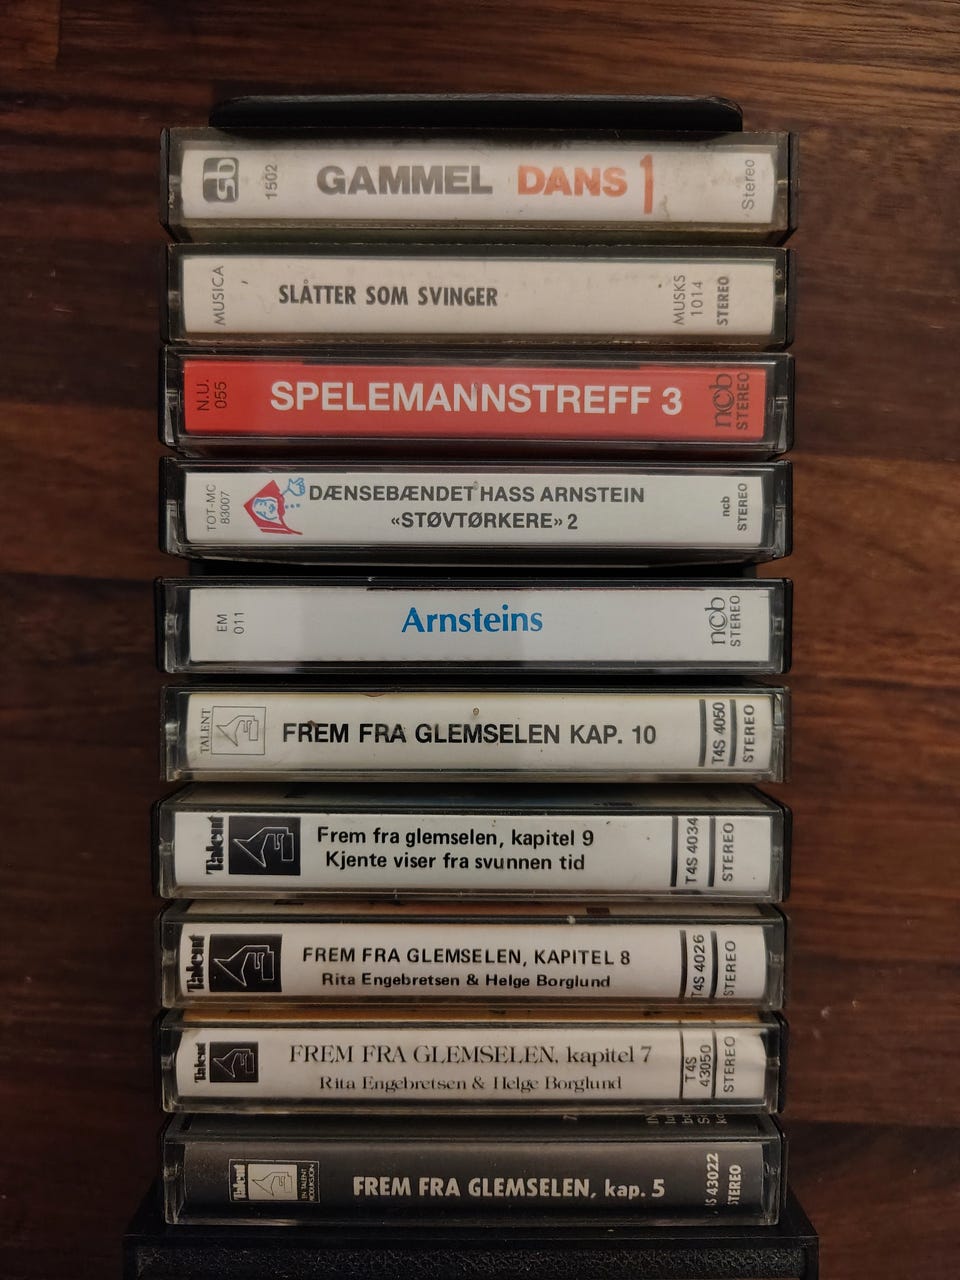 sb
1502
GAMMEL DANS 1
Stereo
MUSICA
SLÅTTER SOM SVINGER
MUSKS
1014
STEREO
N.U.
055
SPELEMANNSTREFF 3
ncb
STEREO
TOT-MC
83007
DÆNSEBÆNDET HASS ARNSTEIN
«STØVTØRKERE» 2
ncb
STEREO
EM
011
Arnsteins
ncb
STEREO
TALENT
FREM FRA GLEMSELEN KAP. 10
T4S 4050
STEREO
Talent
Frem fra glemselen, kapitel 9
Kjente viser fra svunnen tid
T4S 4034
STEREO
Talent
FREM FRA GLEMSELEN, KAPITEL 8
Rita Engebretsen & Helge Borglund
T4S 4026
STEREO
Talent
FREM FRA GLEMSELEN, kapitel 7
Rita Engebretsen & Helge Borglund
T4S
43050
STEREO
Talent
EN TALENT
PRODUKSJON
FREM FRA GLEMSELEN, kap. 5
43022
STEREO